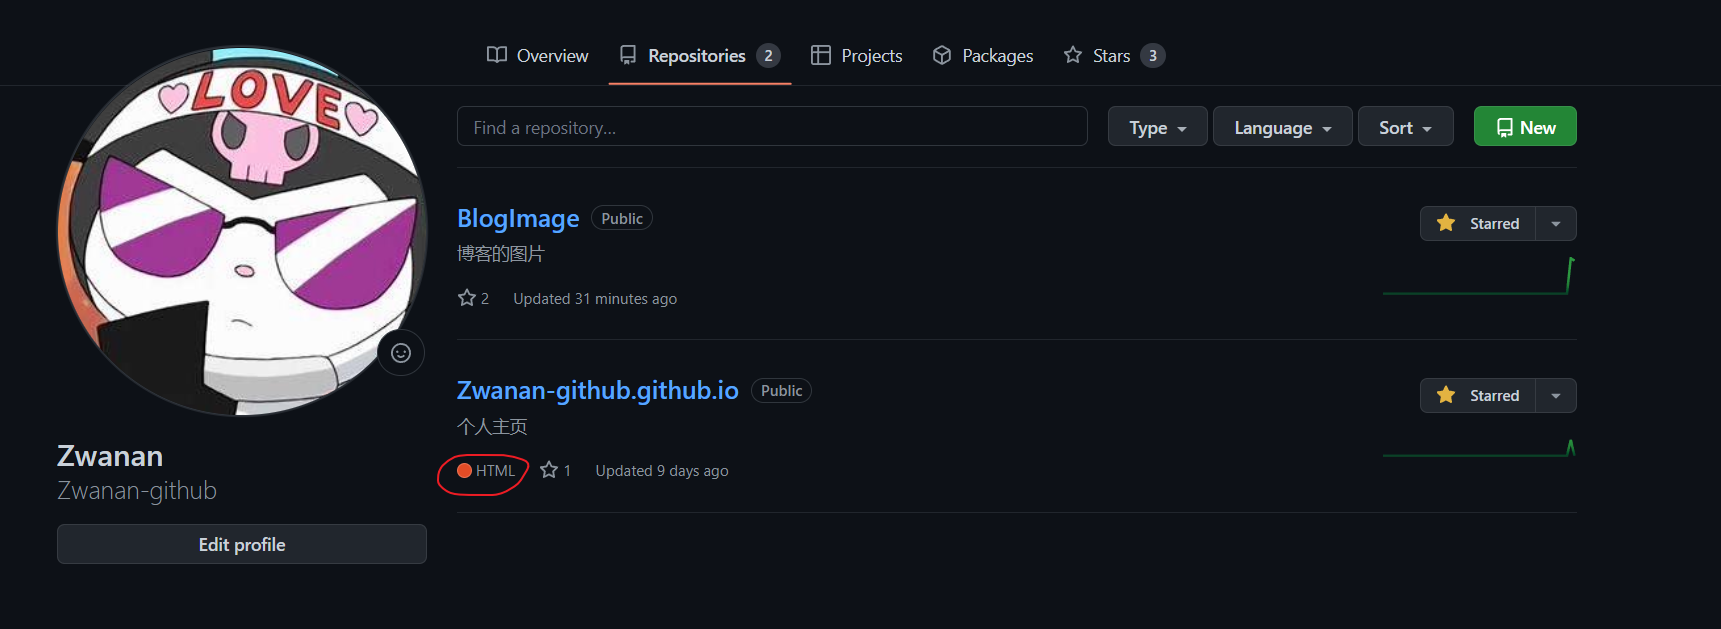 Overview Repositories 2 Projects Packages Stars 3
LOVE
Find a repository... Type Language Sort New
BlogImage Public Starred
博客的图片
2 Updated 31 minutes ago
Zwanan-github.github.io Public Starred
个人主页
HTML 1 Updated 9 days ago
Zwanan
Zwanan-github
Edit profile